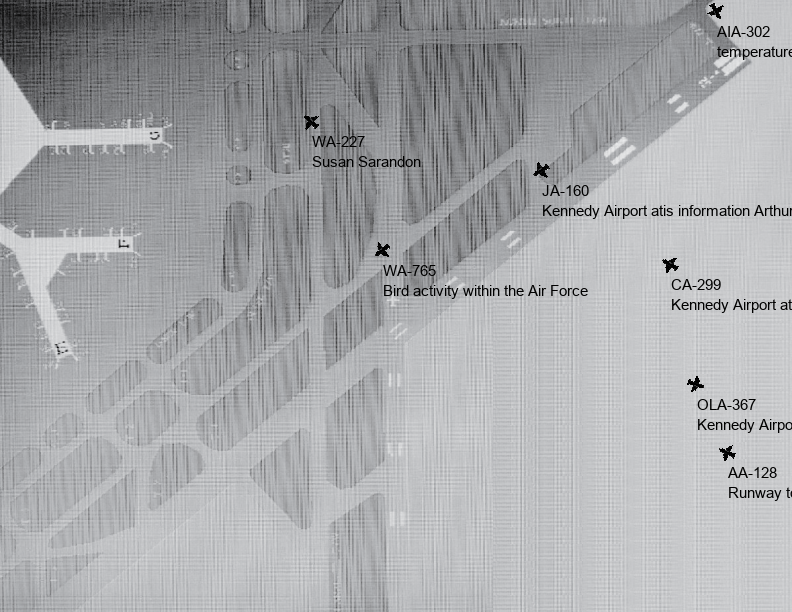 AIA-302
temperature
WA-227
Susan Sarandon
JA-160
Kennedy Airport atis information Arthur
WA-765
Bird activity within the Air Force
CA-299
Kennedy Airport at
OLA-367
Kennedy Airpo
AA-128
Runway t